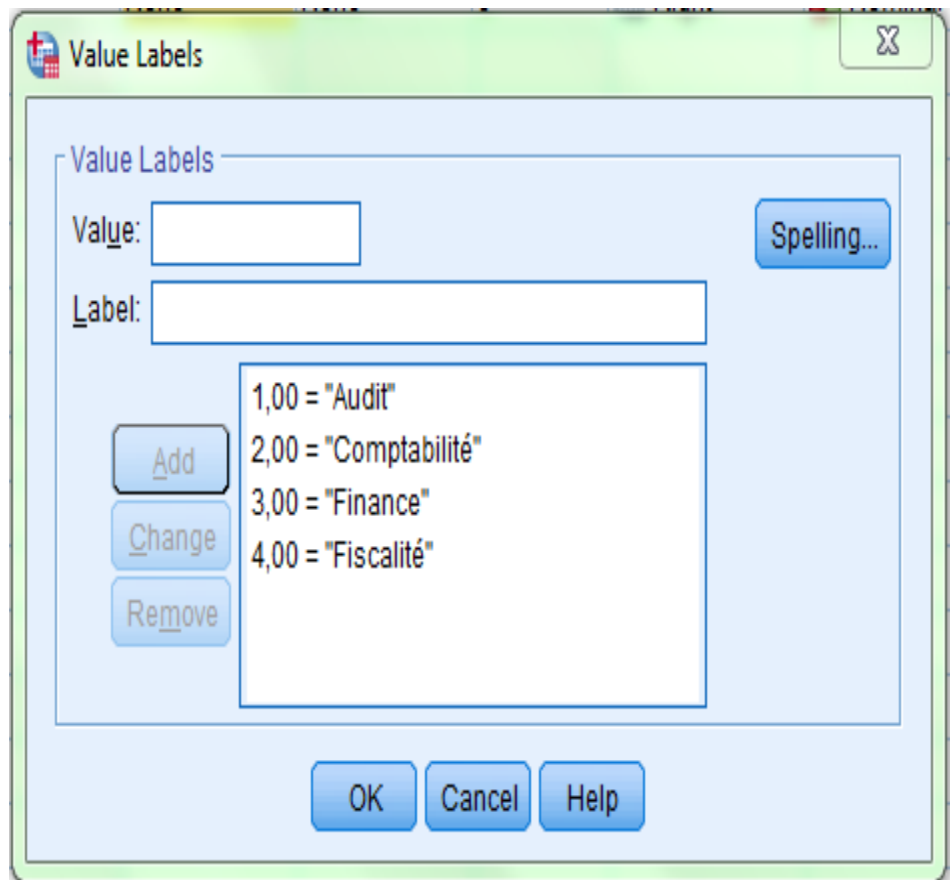 Value Labels
Value Labels
Value:
Spelling...
Label:
1,00 = "Audit"
2,00 = "Comptabilité"
3,00 = "Finance"
4,00 = "Fiscalité"
Add
Change
Remove
OK Cancel Help